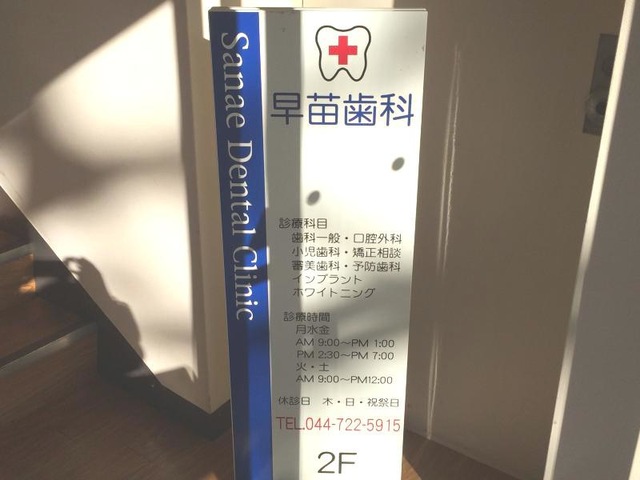 Sanae Dental Clinic
早苗歯科
診療科目
歯科一般・口腔外科
小児歯科・矯正相談
審美歯科・予防歯科
インプラント
ホワイトニング
診療時間
月水金
AM 9:00～PM 1:00
PM 2:30～PM 7:00
火・土
AM 9:00～PM12:00
休診日 木・日・祝祭日
TEL.044-722-5915
2F